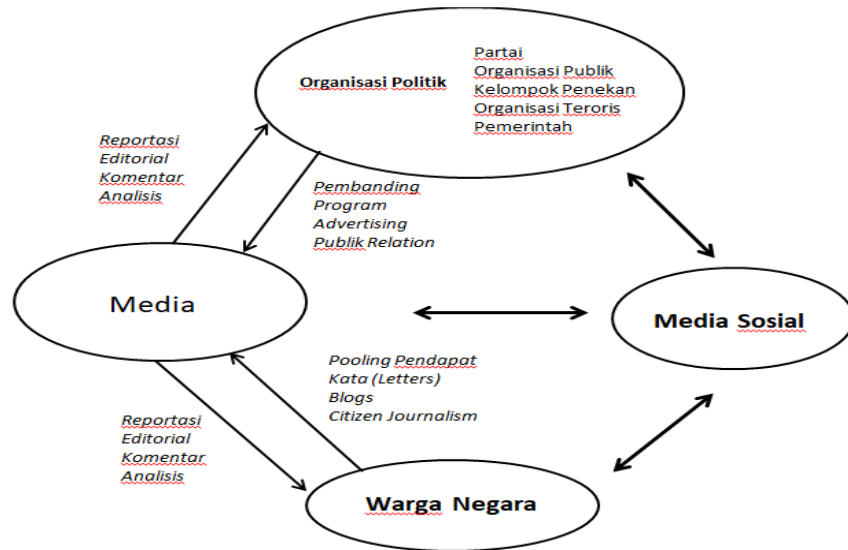 Organisasi Politik
Partai
Organisasi Publik
Kelompok Penekan
Organisasi Teroris
Pemerintah
Reportasi
Editorial
Komentar
Analisis
Pembanding
Program
Advertising
Publik Relation
Media
Media Sosial
Pooling Pendapat
Kata (Letters)
Blogs
Citizen Journalism
Reportasi
Editorial
Komentar
Analisis
Warga Negara